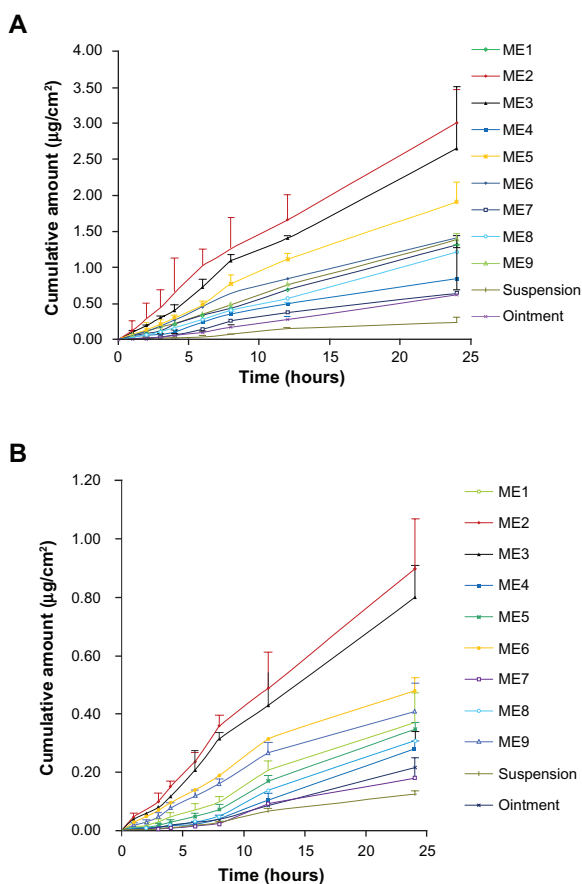 A
Cumulative amount (µg/cm²)
4.00
3.50
3.00
2.50
2.00
1.50
1.00
0.50
0.00
0
5
10
15
20
25
Time (hours)
ME1
ME2
ME3
ME4
ME5
ME6
ME7
ME8
ME9
Suspension
Ointment
B
Cumulative amount (µg/cm²)
1.20
1.00
0.80
0.60
0.40
0.20
0.00
0
5
10
15
20
25
Time (hours)
ME1
ME2
ME3
ME4
ME5
ME6
ME7
ME8
ME9
Suspension
Ointment